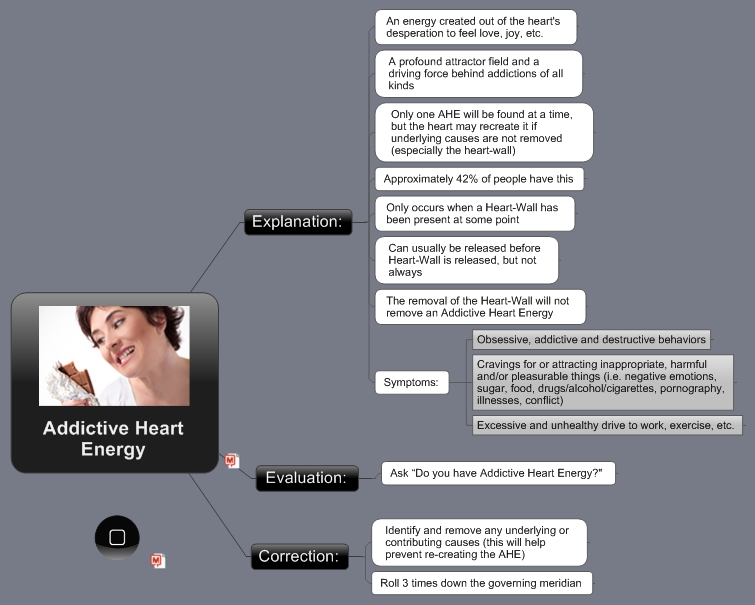 An energy created out of the heart's
desperation to feel love, joy, etc.
A profound attractor field and a
driving force behind addictions of all
kinds
Only one AHE will be found at a time,
but the heart may recreate it if
underlying causes are not removed
(especially the heart-wall)
Approximately 42% of people have this
Explanation:
Only occurs when a Heart-Wall has
been present at some point
Can usually be released before
Heart-Wall is released, but not
always
The removal of the Heart-Wall will not
remove an Addictive Heart Energy
Symptoms:
Obsessive, addictive and destructive behaviors
Cravings for or attracting inappropriate, harmful
and/or pleasurable things (i.e. negative emotions,
sugar, food, drugs/alcohol/cigarettes, pornography,
illnesses, conflict)
Excessive and unhealthy drive to work, exercise, etc.
Addictive Heart
Energy
Evaluation:
Ask “Do you have Addictive Heart Energy?"
Correction:
Identify and remove any underlying or
contributing causes (this will help
prevent re-creating the AHE)
Roll 3 times down the governing meridian